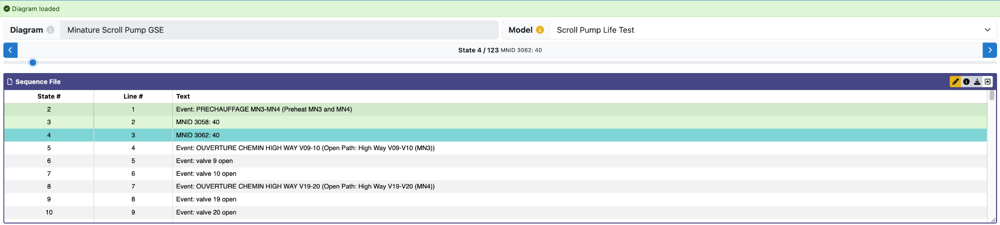 Diagram loaded
Diagram Minature Scroll Pump GSE Model Scroll Pump Life Test
State 4 / 123 MNID 3062: 40
Sequence File
State # Line # Text
2 1 Event: PRECHAUFFAGE MN3-MN4 (Preheat MN3 and MN4)
3 2 MNID 3058: 40
4 3 MNID 3062: 40
5 4 Event: OUVERTURE CHEMIN HIGH WAY V09-10 (Open Path: High Way V09-V10 (MN3))
6 5 Event: valve 9 open
7 6 Event: valve 10 open
8 7 Event: OUVERTURE CHEMIN HIGH WAY V19-20 (Open Path: High Way V19-V20 (MN4))
9 8 Event: valve 19 open
10 9 Event: valve 20 open